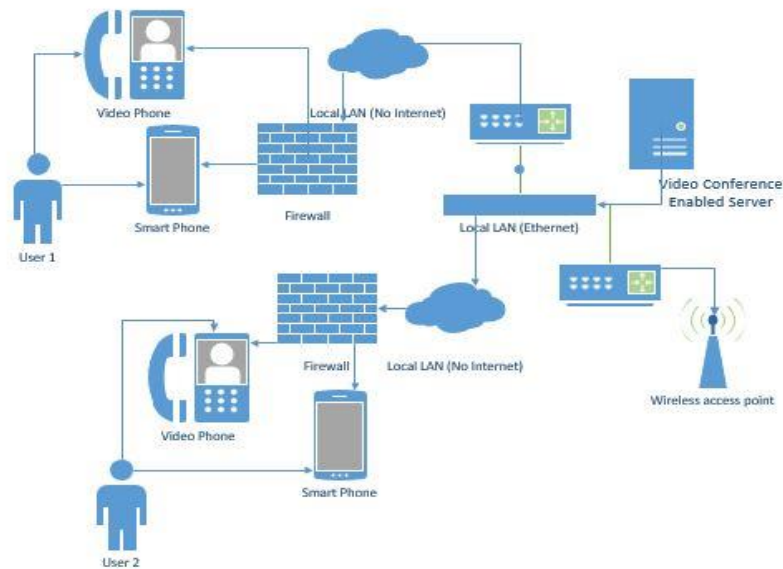 Video Phone
Local LAN (No Internet)
Smart Phone
Firewall
User 1
Video Conference
Enabled Server
Local LAN (Ethernet)
Firewall
Local LAN (No Internet)
Video Phone
Wireless access point
Smart Phone
User 2